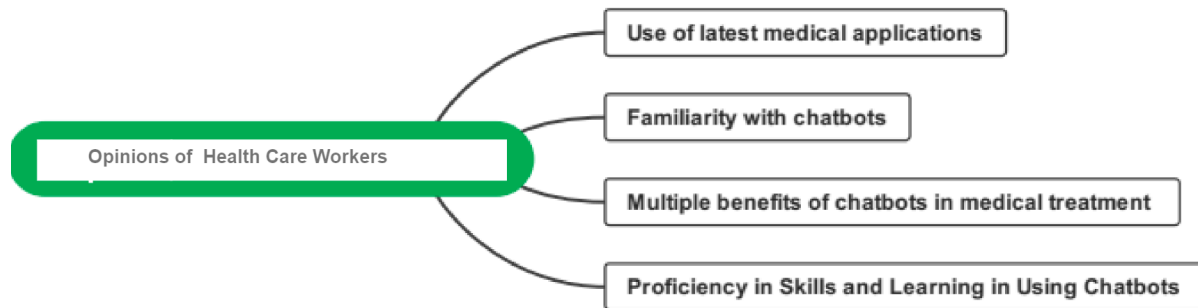 Opinions of Health Care Workers
Use of latest medical applications
Familiarity with chatbots
Multiple benefits of chatbots in medical treatment
Proficiency in Skills and Learning in Using Chatbots